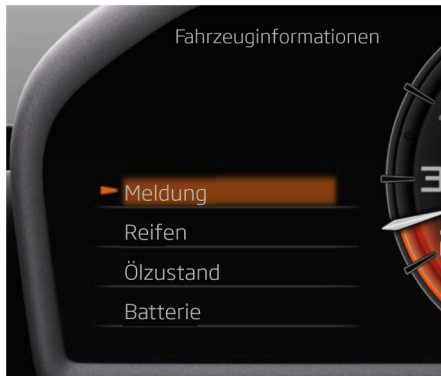 Fahrzeuginformationen
Meldung
Reifen
Ölzustand
Batterie